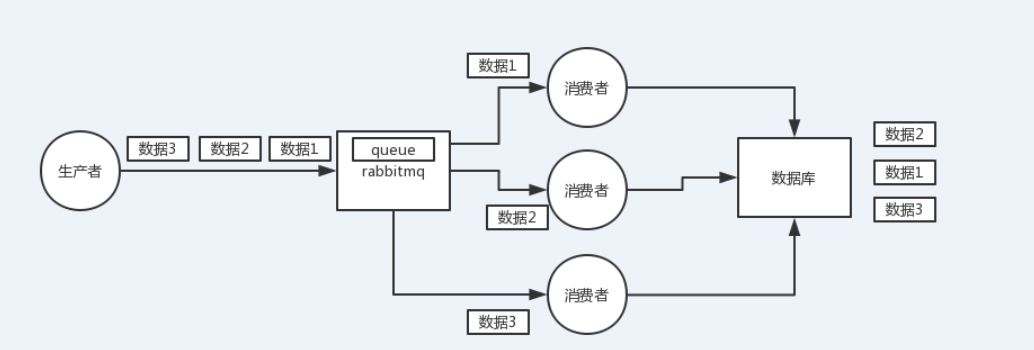 数据1
消费者
数据3
数据2
数据1
queue
rabbitmq
生产者
数据2
消费者
数据库
数据2
数据1
数据3
消费者
数据3